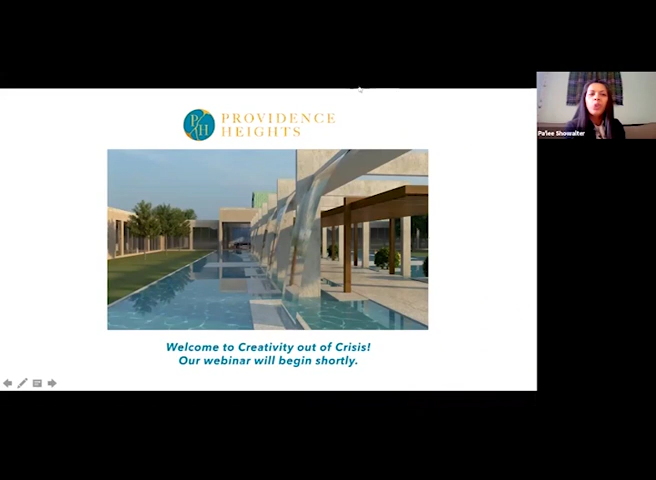 PH
PROVIDENCE
HEIGHTS
Pa'lee Showalter
Welcome to Creativity out of Crisis!
Our webinar will begin shortly.